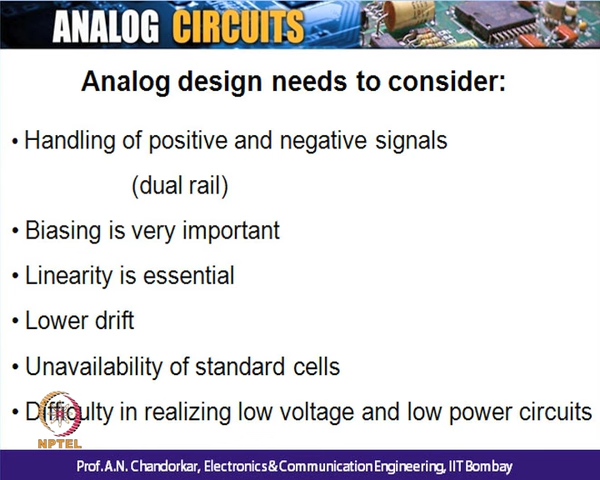 ANALOG CIRCUITS
Analog design needs to consider:
• Handling of positive and negative signals
(dual rail)
• Biasing is very important
• Linearity is essential
• Lower drift
• Unavailability of standard cells
• Difficulty in realizing low voltage and low power circuits
NPTEL
Prof. A.N. Chandorkar, Electronics & Communication Engineering, IIT Bombay